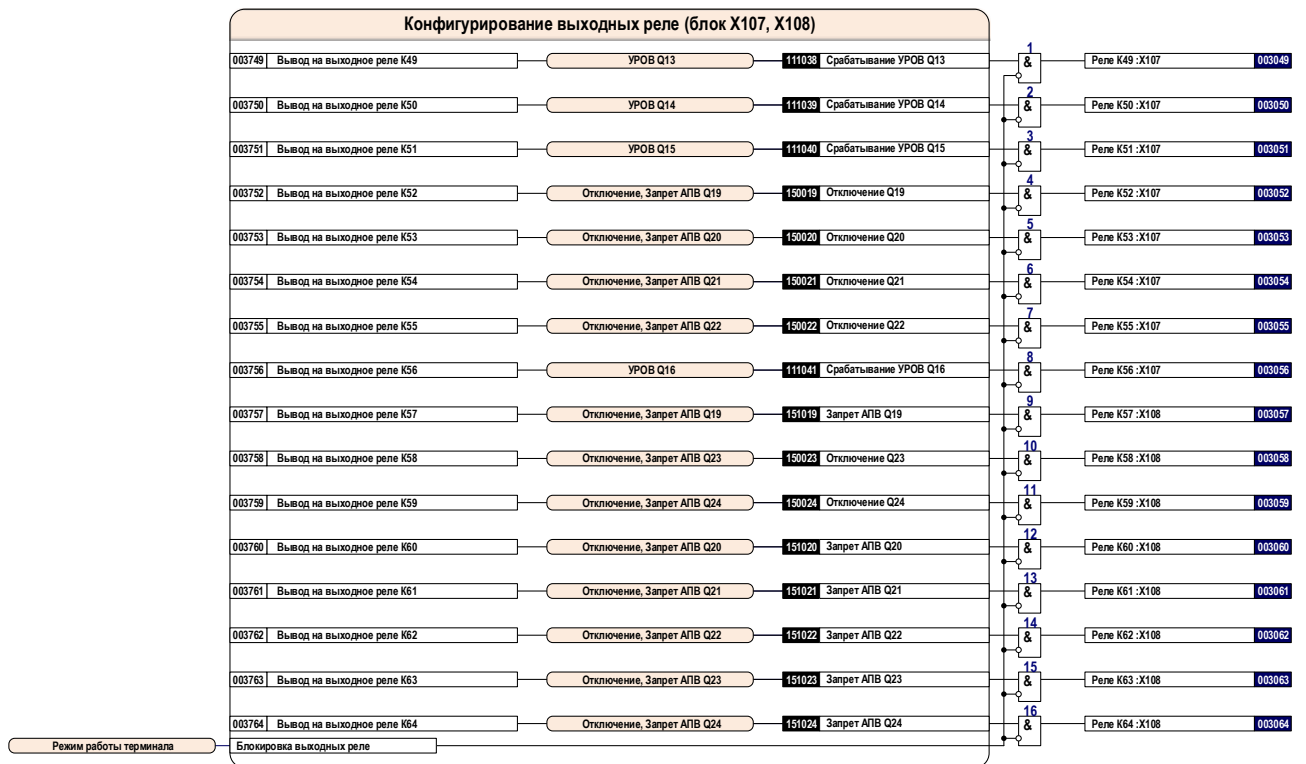 Конфигурирование выходных реле (блок X107, X108)
003749 Вывод на выходное реле K49 УРОВ Q13 111038 Срабатывание УРОВ Q13 1 & Реле K49 :X107 003049
003750 Вывод на выходное реле K50 УРОВ Q14 111039 Срабатывание УРОВ Q14 2 & Реле K50 :X107 003050
003751 Вывод на выходное реле K51 УРОВ Q15 111040 Срабатывание УРОВ Q15 3 & Реле K51 :X107 003051
003752 Вывод на выходное реле K52 Отключение, Запрет АПВ Q19 150019 Отключение Q19 4 & Реле K52 :X107 003052
003753 Вывод на выходное реле K53 Отключение, Запрет АПВ Q20 150020 Отключение Q20 5 & Реле K53 :X107 003053
003754 Вывод на выходное реле K54 Отключение, Запрет АПВ Q21 150021 Отключение Q21 6 & Реле K54 :X107 003054
003755 Вывод на выходное реле K55 Отключение, Запрет АПВ Q22 150022 Отключение Q22 7 & Реле K55 :X107 003055
003756 Вывод на выходное реле K56 УРОВ Q16 111041 Срабатывание УРОВ Q16 8 & Реле K56 :X107 003056
003757 Вывод на выходное реле K57 Отключение, Запрет АПВ Q19 151019 Запрет АПВ Q19 9 & Реле K57 :X108 003057
003758 Вывод на выходное реле K58 Отключение, Запрет АПВ Q23 150023 Отключение Q23 10 & Реле K58 :X108 003058
003759 Вывод на выходное реле K59 Отключение, Запрет АПВ Q24 150024 Отключение Q24 11 & Реле K59 :X108 003059
003760 Вывод на выходное реле K60 Отключение, Запрет АПВ Q20 151020 Запрет АПВ Q20 12 & Реле K60 :X108 003060
003761 Вывод на выходное реле K61 Отключение, Запрет АПВ Q21 151021 Запрет АПВ Q21 13 & Реле K61 :X108 003061
003762 Вывод на выходное реле K62 Отключение, Запрет АПВ Q22 151022 Запрет АПВ Q22 14 & Реле K62 :X108 003062
003763 Вывод на выходное реле K63 Отключение, Запрет АПВ Q23 151023 Запрет АПВ Q23 15 & Реле K63 :X108 003063
003764 Вывод на выходное реле K64 Отключение, Запрет АПВ Q24 151024 Запрет АПВ Q24 16 & Реле K64 :X108 003064
Режим работы терминала Блокировка выходных реле